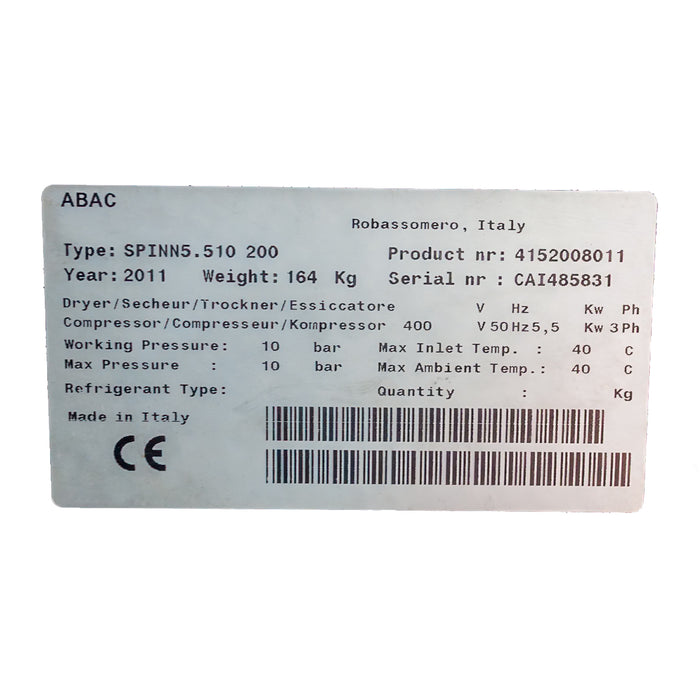 ABAC
Robassomero, Italy
Type: SPINN5.510 200 Product nr: 4152008011
Year: 2011 Weight: 164 Kg Serial nr : CAI485831
Dryer/Secheur/Trockner/Essiccatore V Hz Kw Ph
Compressor/Compresseur/Kompressor 400 V 50 Hz 5,5 Kw 3 Ph
Working Pressure: 10 bar Max Inlet Temp. : 40 C
Max Pressure : 10 bar Max Ambient Temp.: 40 C
Refrigerant Type: Quantity : Kg
Made in Italy
CE